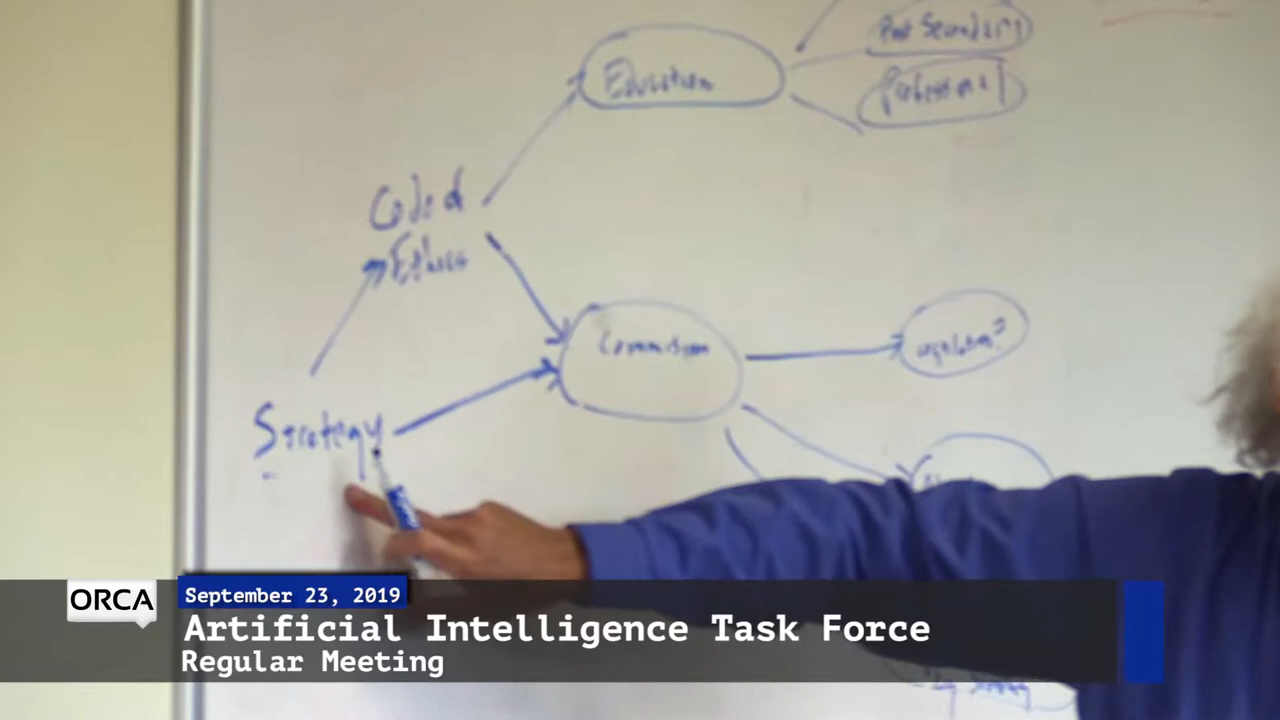 Post Secondary
Education
Professional
Code of
Ethics
Commission
Strategy
ORCA
September 23, 2019
Artificial Intelligence Task Force
Regular Meeting